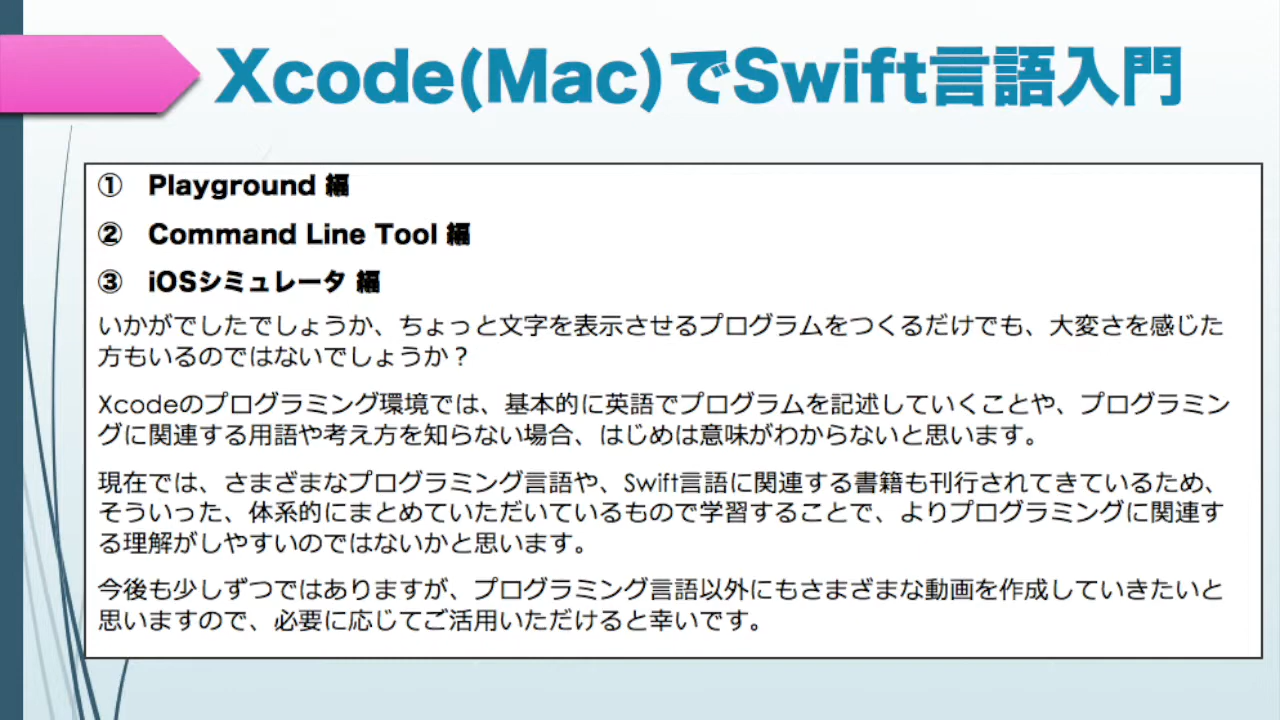 Xcode(Mac)でSwift言語入門
① Playground 編
② Command Line Tool 編
③ iOSシミュレータ 編
いかがでしたでしょうか、ちょっと文字を表示させるプログラムをつくるだけでも、大変さを感じた
方もいるのではないでしょうか？
Xcodeのプログラミング環境では、基本的に英語でプログラムを記述していくことや、プログラミン
グに関連する用語や考え方を知らない場合、はじめは意味がわからないと思います。
現在では、さまざまなプログラミング言語や、Swift言語に関連する書籍も刊行されてきているため、
そういった、体系的にまとめていただいているもので学習することで、よりプログラミングに関連す
る理解がしやすいのではないかと思います。
今後も少しずつではありますが、プログラミング言語以外にもさまざまな動画を作成していきたいと
思いますので、必要に応じてご活用いただけると幸いです。